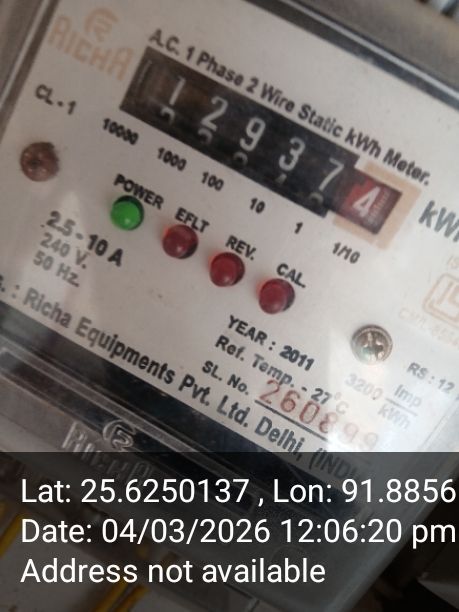 RICHA
A.C. 1 Phase 2 Wire Static kWh Meter.
CL-1
1 2 9 3 7 4
kWh
10000 1000 100 10 1 1/10
POWER EFLT REV. CAL.
2.5 - 10 A
240 V.
50 Hz.
YEAR : 2011
Ref. Temp. - 27°C
RS : 12
3200 Imp
kWh
SL. No.
: Richa Equipments Pvt. Ltd. Delhi,
RICHA
Lat: 25.6250137 , Lon: 91.8856
Date: 04/03/2026 12:06:20 pm
Address not available